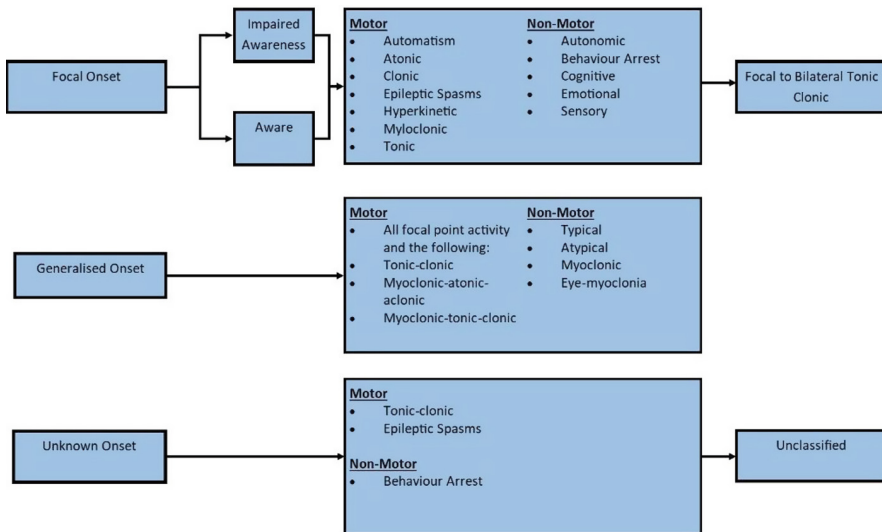 Focal Onset
Impaired
Awareness
Aware
Motor
• Automatism
• Atonic
• Clonic
• Epileptic Spasms
• Hyperkinetic
• Myloclonic
• Tonic
Non-Motor
• Autonomic
• Behaviour Arrest
• Cognitive
• Emotional
• Sensory
Focal to Bilateral Tonic
Clonic
Generalised Onset
Motor
• All focal point activity
and the following:
• Tonic-clonic
• Myoclonic-atonic-
aclonic
• Myoclonic-tonic-clonic
Non-Motor
• Typical
• Atypical
• Myoclonic
• Eye-myoclonia
Unknown Onset
Motor
• Tonic-clonic
• Epileptic Spasms
Non-Motor
• Behaviour Arrest
Unclassified